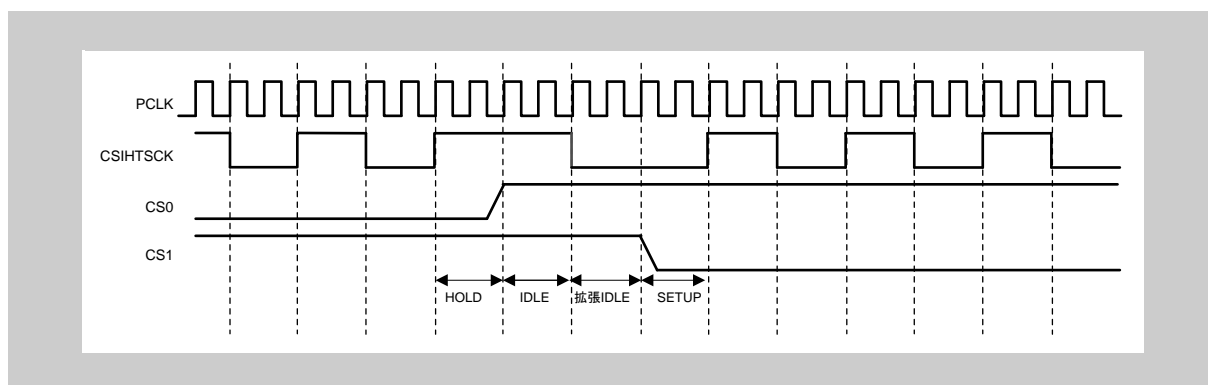 PCLK
CSIHTSCK
CS0
CS1
HOLD IDLE 拡張IDLE SETUP